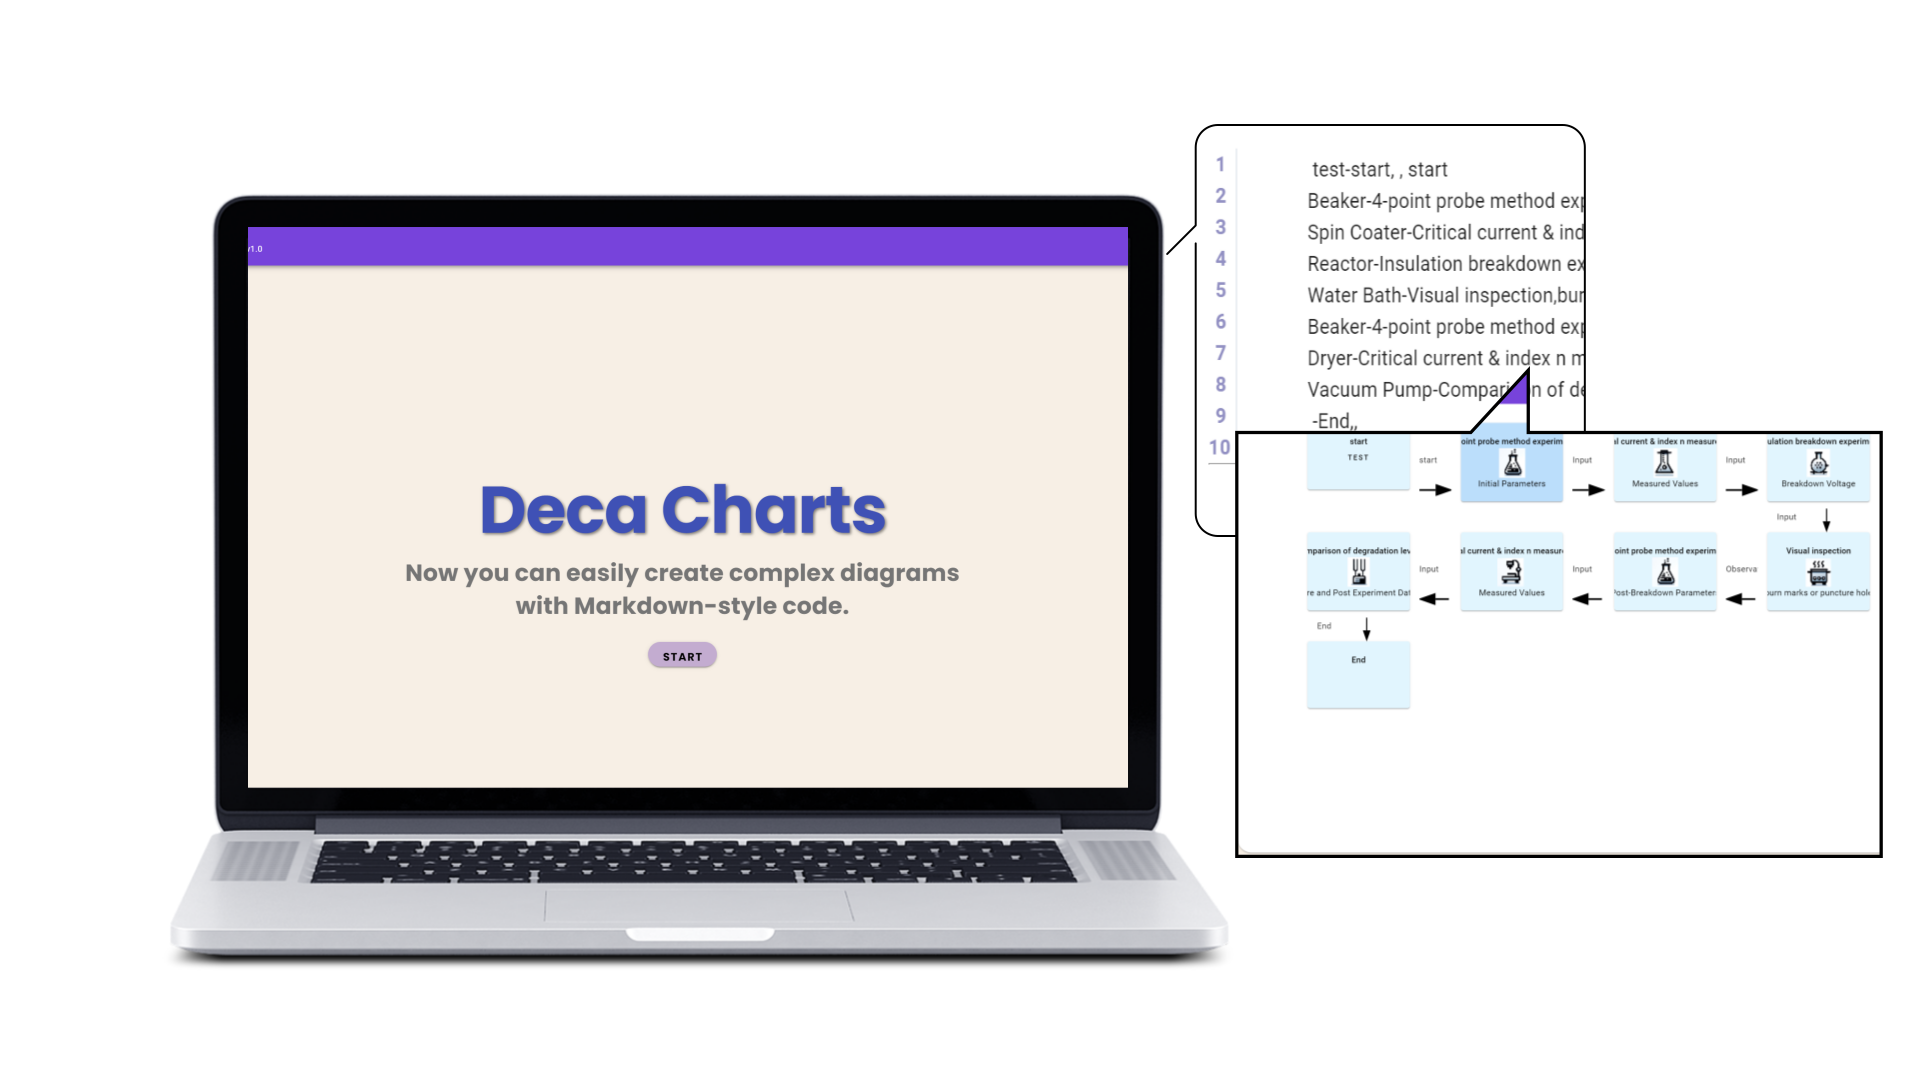 v1.0
Deca Charts
Now you can easily create complex diagrams
with Markdown-style code.
START
1 test-start, , start
2 Beaker-4-point probe method exp
3 Spin Coater-Critical current & ind
4 Reactor-Insulation breakdown ex
5 Water Bath-Visual inspection,bur
6 Beaker-4-point probe method exp
7 Dryer-Critical current & index n m
8 Vacuum Pump-Compari n of de
9 -End,,
10
start
TEST
start
oint probe method experim
Initial Parameters
Input
al current & index n measure
Measured Values
Input
ulation breakdown experim
Breakdown Voltage
Input
mparison of degradation lev
re and Post Experiment Dat
Input
al current & index n measure
Measured Values
Input
oint probe method experim
Post-Breakdown Parameter
Observa
Visual inspection
burn marks or puncture hole
End
End